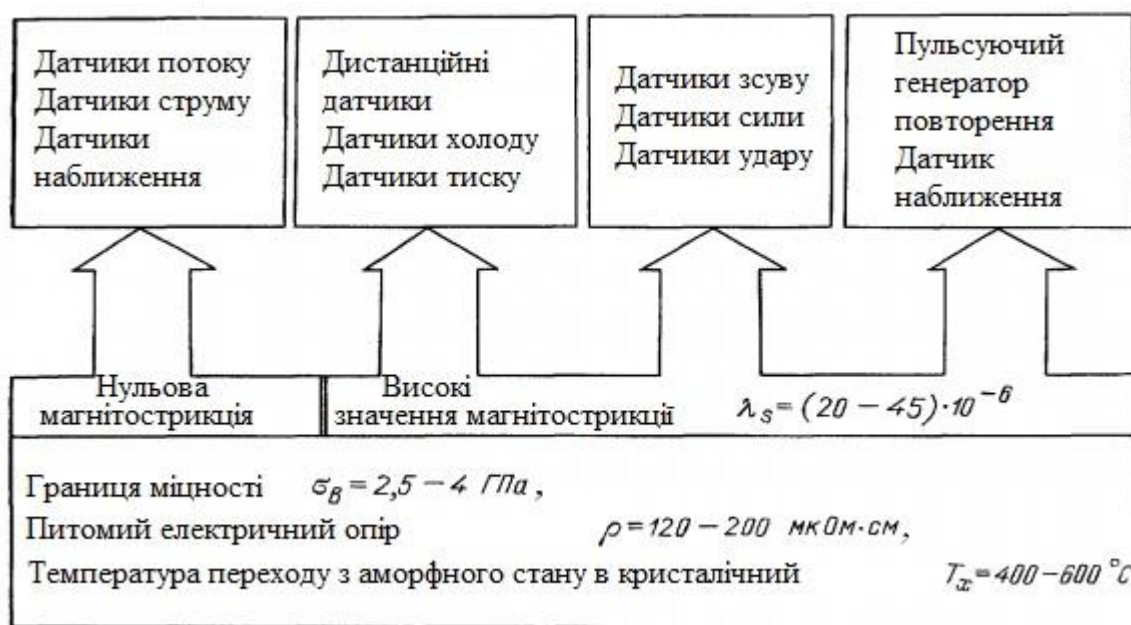 Датчики потоку
Датчики струму
Датчики
наближення
Дистанційні
датчики
Датчики холоду
Датчики тиску
Датчики зсуву
Датчики сили
Датчики удару
Пульсуючий
генератор
повторення
Датчик
наближення
Нульова
магнітострикція
Високі
значення магнітострикції λs = (20 – 45)·10⁻⁶
Границя міцності σв = 2,5 – 4 ГПа,
Питомий електричний опір ρ = 120 – 200 мкОм·см,
Температура переходу з аморфного стану в кристалічний Tx = 400 – 600 °C